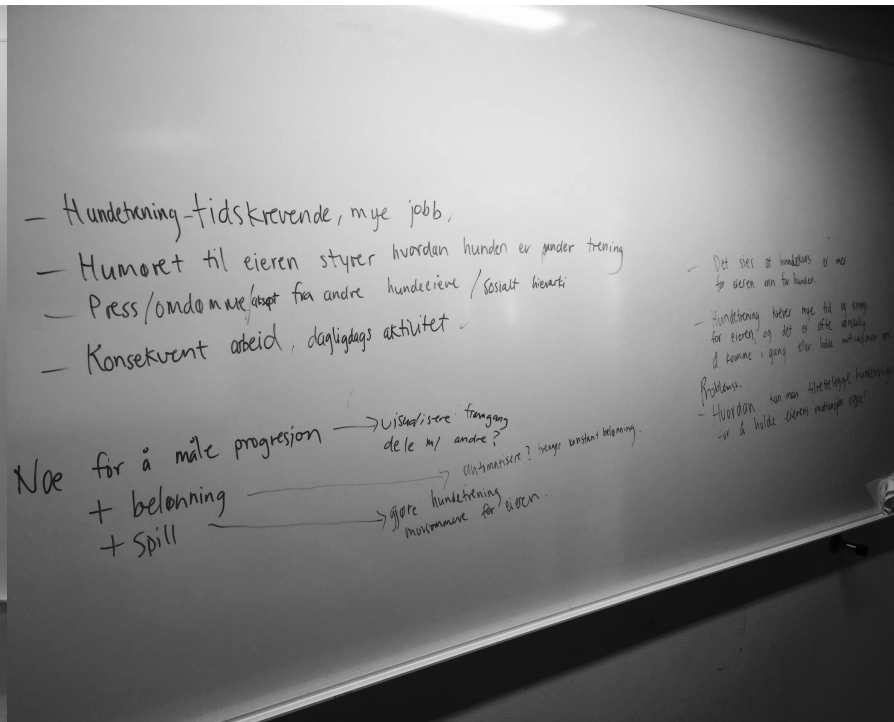 - Hundetrening - tidskrevende, mye jobb,
- Humøret til eieren styrer hvordan hunden er under trening
- Press/omdømme/ fra andre hundeeiere / sosialt hierarki
- Konsekvent arbeid, dagligdags aktivitet
Noe for å måle progresjon → visualisere framgang
dele m/ andre?
+ belønning → automatisere? trenger konstant belønning.
+ spill → gjøre hundetrening
morsommere for eieren.
- Det sies at hundekurs er mer
for eieren enn for hunden.
- Hundetrening krever mye tid og energi
for eieren, og det er ofte vanskelig
å komme i gang eller holde motivasjonen
Problemst.
- Hvordan kan man tilrettelegge hundetrening
for å holde eierens motivasjon oppe?